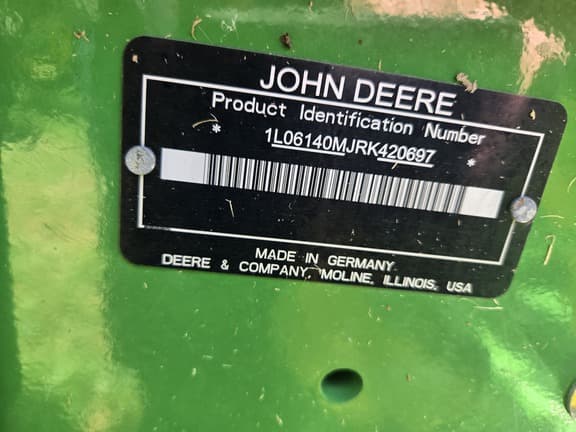 JOHN DEERE
Product Identification Number
* 1L06140MJRK420697 *
MADE IN GERMANY
DEERE & COMPANY, MOLINE, ILLINOIS, USA